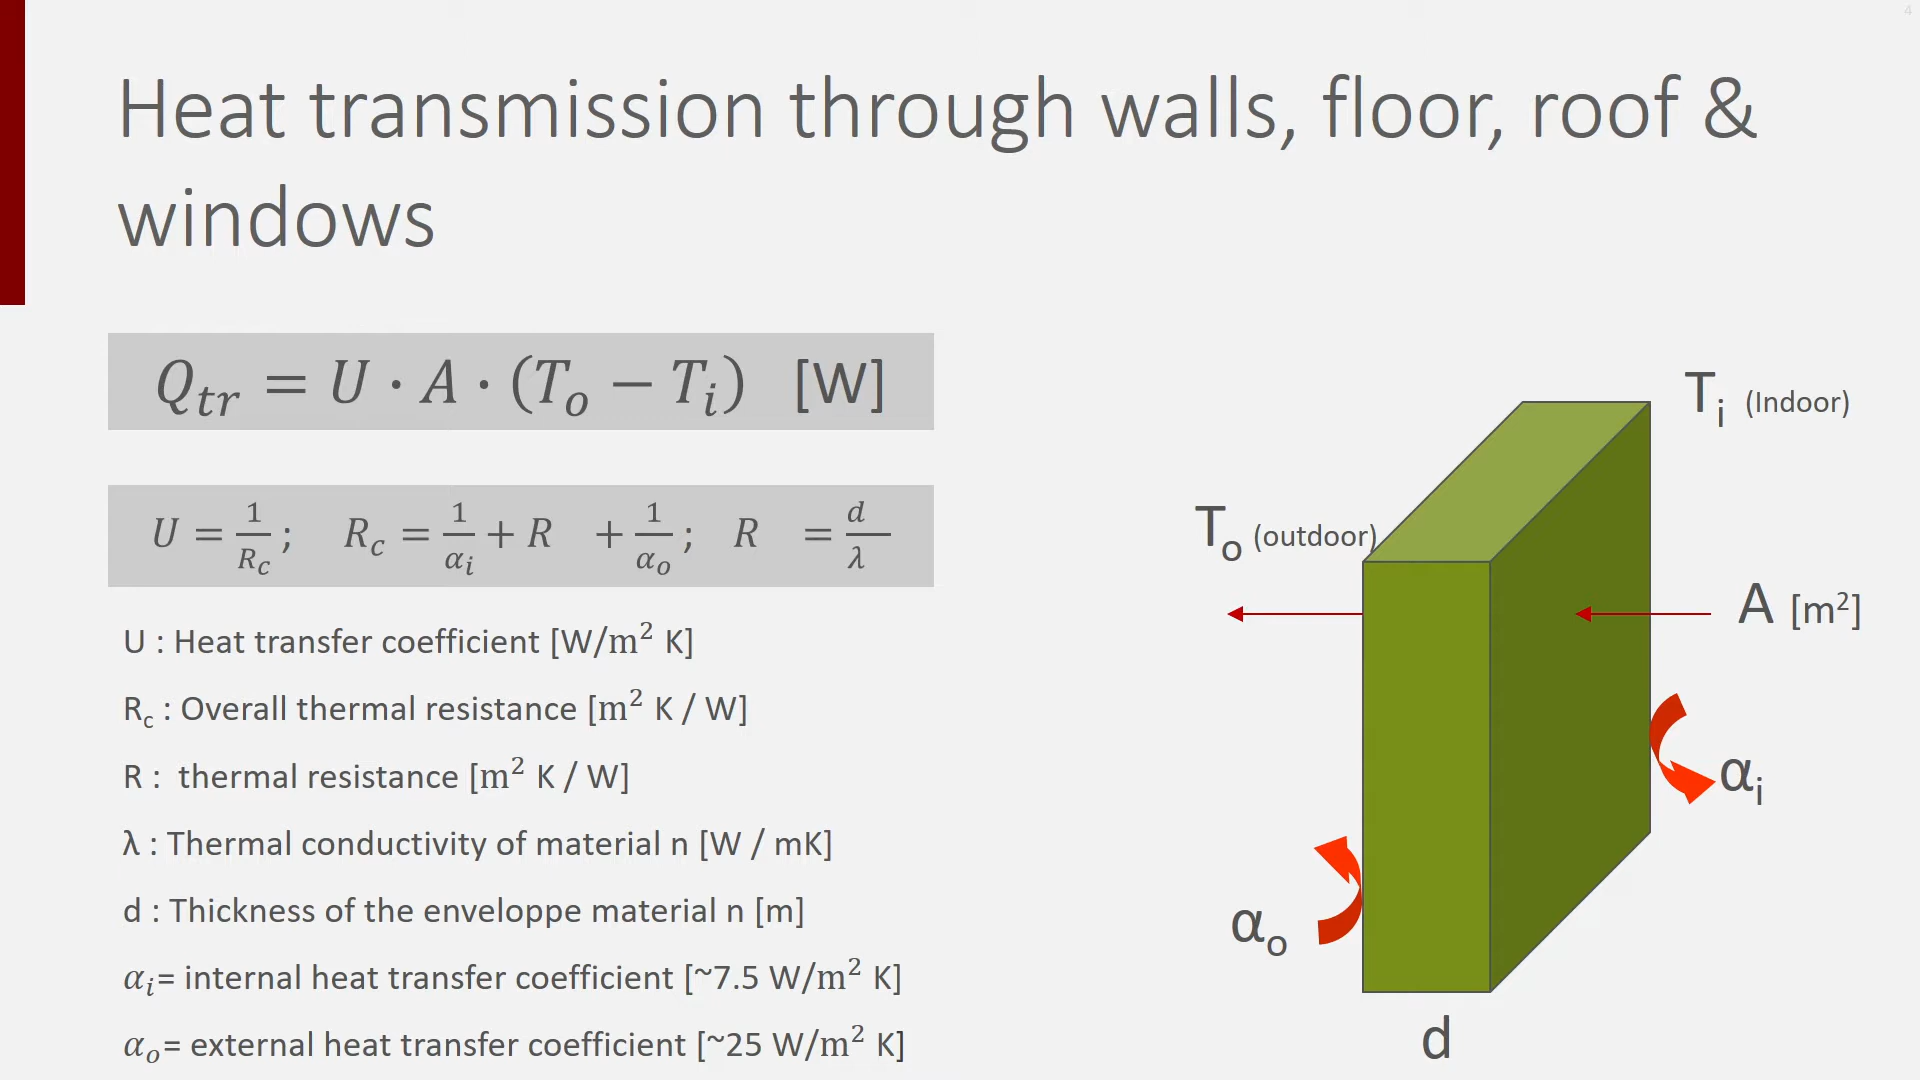 4
Heat transmission through walls, floor, roof &
windows
Q_tr = U · A · (T_o − T_i) [W]
U = 1/R_c ; R_c = 1/α_i + R + 1/α_o ; R = d/λ
U : Heat transfer coefficient [W/m² K]
R_c : Overall thermal resistance [m² K / W]
R : thermal resistance [m² K / W]
λ : Thermal conductivity of material n [W / mK]
d : Thickness of the enveloppe material n [m]
α_i= internal heat transfer coefficient [~7.5 W/m² K]
α_o= external heat transfer coefficient [~25 W/m² K]
T_i (Indoor)
T_o (outdoor)
A [m²]
α_i
α_o
d